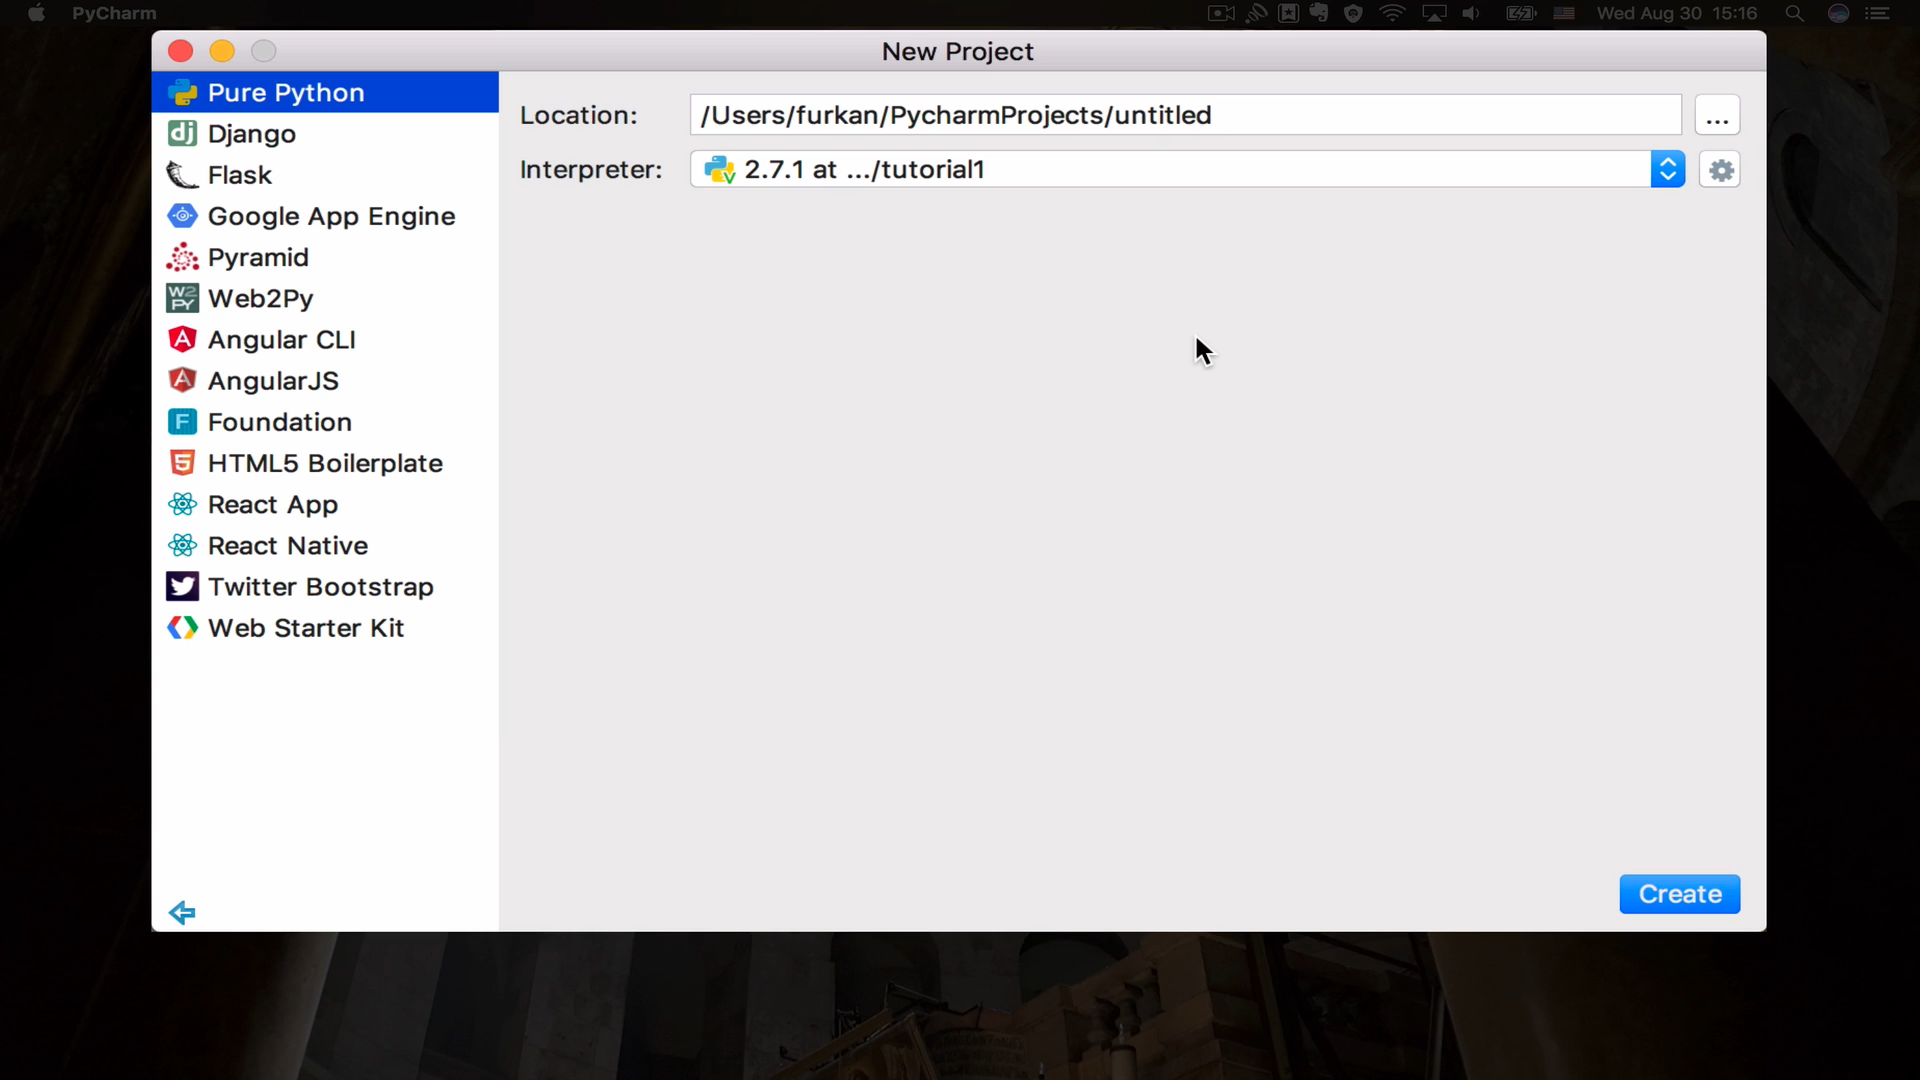 PyCharm
Wed Aug 30 15:16
New Project
Pure Python
Django
Flask
Google App Engine
Pyramid
Web2Py
Angular CLI
AngularJS
Foundation
HTML5 Boilerplate
React App
React Native
Twitter Bootstrap
Web Starter Kit
Location: /Users/furkan/PycharmProjects/untitled ...
Interpreter: 2.7.1 at .../tutorial1
Create